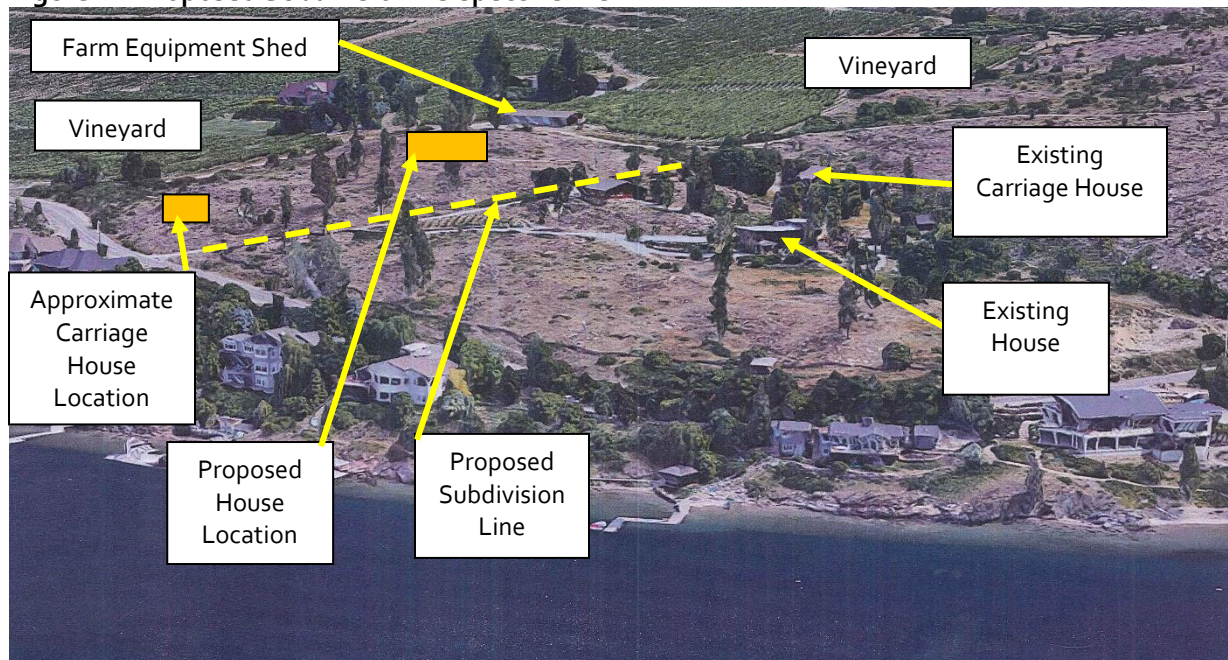 Farm Equipment Shed
Vineyard
Vineyard
Existing
Carriage House
Approximate
Carriage
House
Location
Existing
House
Proposed
House
Location
Proposed
Subdivision
Line